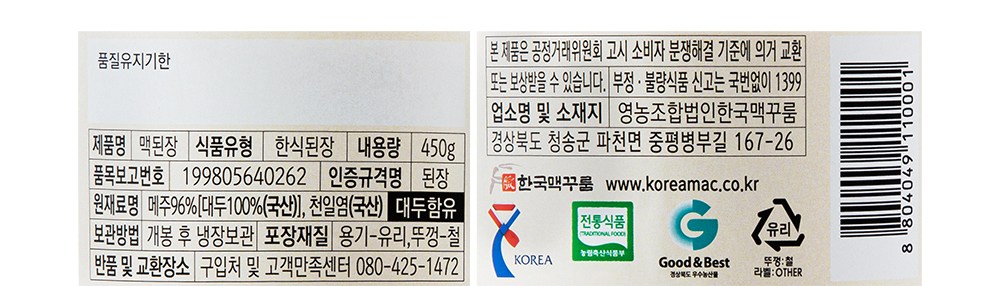 품질유지기한
제품명 맥된장 식품유형 한식된장 내용량 450g
품목보고번호 199805640262 인증규격명 된장
원재료명 메주96%[대두100%(국산)], 천일염(국산) 대두함유
보관방법 개봉 후 냉장보관 포장재질 용기-유리,뚜껑-철
반품 및 교환장소 구입처 및 고객만족센터 080-425-1472
본 제품은 공정거래위원회 고시 소비자 분쟁해결 기준에 의거 교환
또는 보상받을 수 있습니다. 부정·불량식품 신고는 국번없이 1399
업소명 및 소재지 영농조합법인한국맥꾸룸
경상북도 청송군 파천면 중평병부길 167-26
한국맥꾸룸 www.koreamac.co.kr
KOREA
전통식품
(TRADITIONAL FOOD)
농림축산식품부
Good&Best
경상북도 우수농산물
유리
뚜껑:철
라벨:OTHER
8 804049 110001